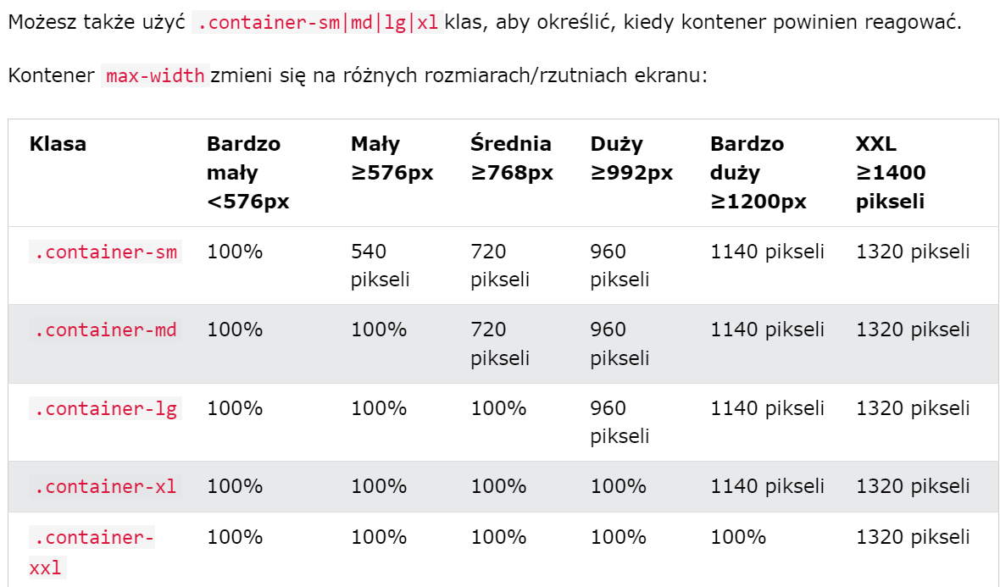 Możesz także użyć .container-sm|md|lg|xl klas, aby określić, kiedy kontener powinien reagować.
Kontener max-width zmieni się na różnych rozmiarach/rzutniach ekranu:
Klasa Bardzo mały <576px Mały ≥576px Średnia ≥768px Duży ≥992px Bardzo duży ≥1200px XXL ≥1400 pikseli
.container-sm 100% 540 pikseli 720 pikseli 960 pikseli 1140 pikseli 1320 pikseli
.container-md 100% 100% 720 pikseli 960 pikseli 1140 pikseli 1320 pikseli
.container-lg 100% 100% 100% 960 pikseli 1140 pikseli 1320 pikseli
.container-xl 100% 100% 100% 100% 1140 pikseli 1320 pikseli
.container-xxl 100% 100% 100% 100% 100% 1320 pikseli